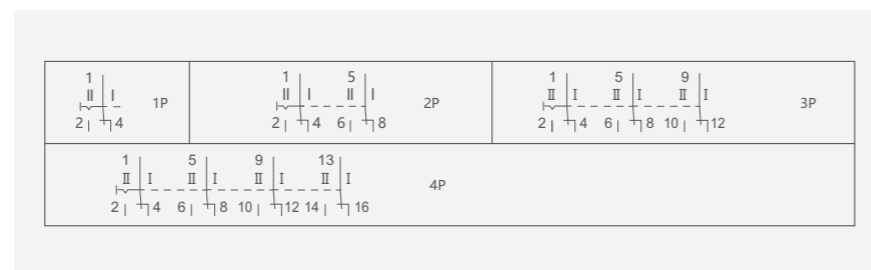 1 1 5 1 5 9
II I 1P II I II I 2P II I II I II I 3P
2 4 2 4 6 8 2 4 6 8 10 12
1 5 9 13
II I II I II I II I 4P
2 4 6 8 10 12 14 16